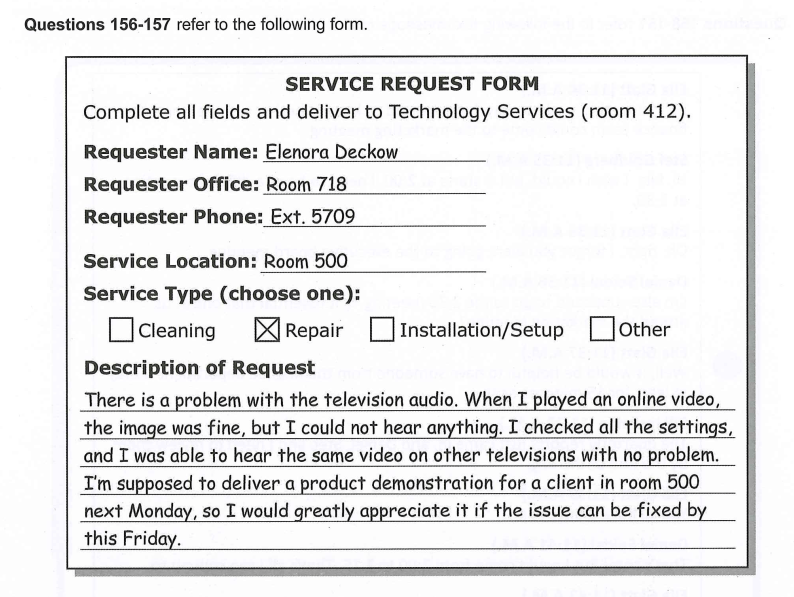 Questions 156-157 refer to the following form.
SERVICE REQUEST FORM
Complete all fields and deliver to Technology Services (room 412).
Requester Name: Elenora Deckow
Requester Office: Room 718
Requester Phone: Ext. 5709
Service Location: Room 500
Service Type (choose one):
Cleaning Repair Installation/Setup Other
Description of Request
There is a problem with the television audio. When I played an online video,
the image was fine, but I could not hear anything. I checked all the settings,
and I was able to hear the same video on other televisions with no problem.
I'm supposed to deliver a product demonstration for a client in room 500
next Monday, so I would greatly appreciate it if the issue can be fixed by
this Friday.